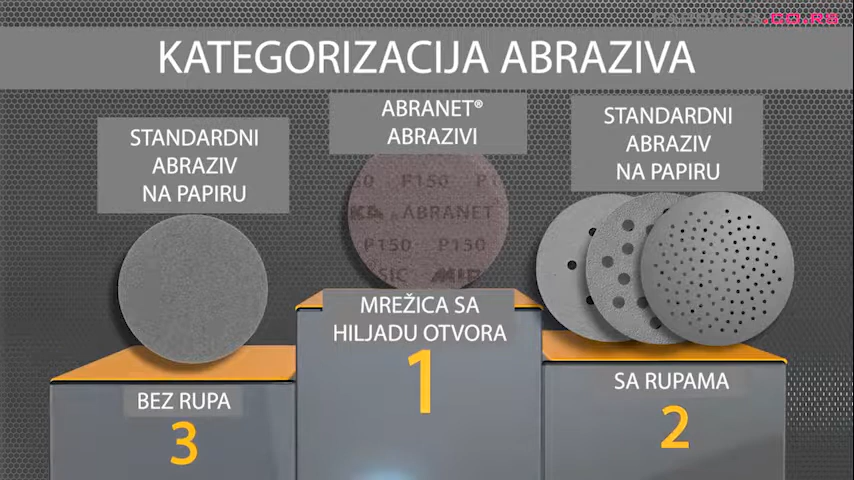 KATEGORIZACIJA ABRAZIVA
STANDARDNI
ABRAZIV
NA PAPIRU
BEZ RUPA
3
ABRANET®
ABRAZIVI
P150
ABRANET
P150 P150
MREŽICA SA
HILJADU OTVORA
1
STANDARDNI
ABRAZIV
NA PAPIRU
SA RUPAMA
2
.CO.RS